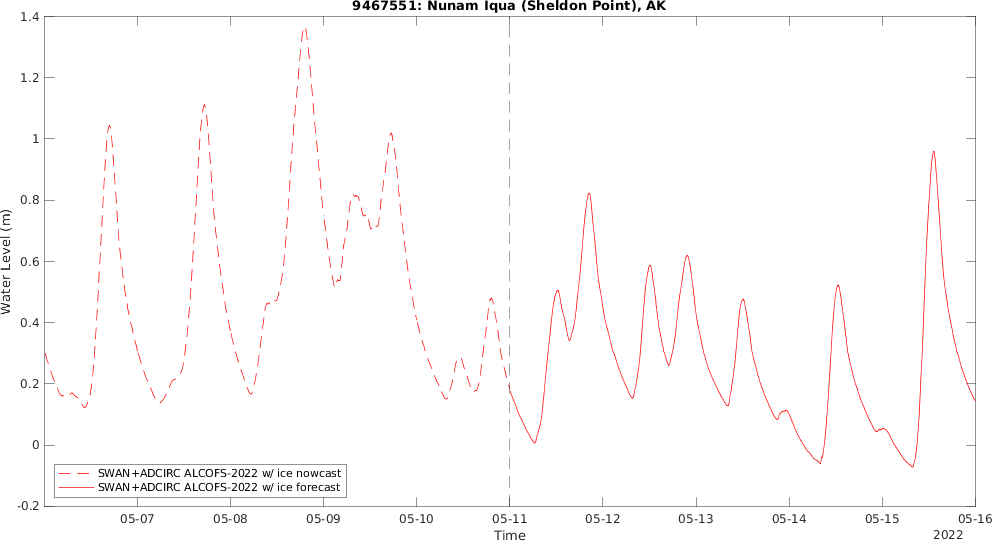 9467551: Nunam Iqua (Sheldon Point), AK
Water Level (m)
1.4
1.2
1
0.8
0.6
0.4
0.2
0
-0.2
SWAN+ADCIRC ALCOFS-2022 w/ ice nowcast
SWAN+ADCIRC ALCOFS-2022 w/ ice forecast
05-07 05-08 05-09 05-10 05-11 05-12 05-13 05-14 05-15 05-16
Time
2022